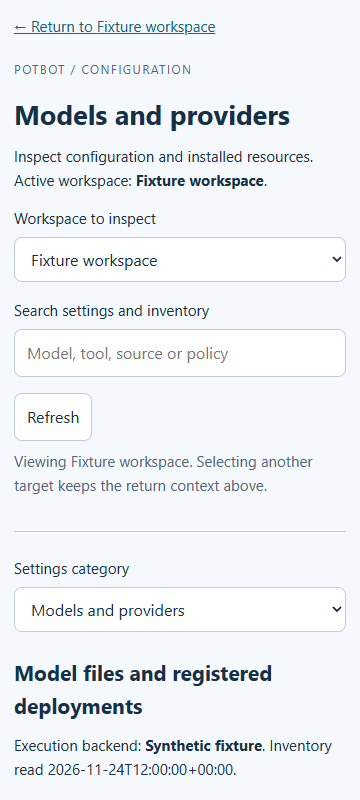 ← Return to Fixture workspace
POTBOT / CONFIGURATION
Models and providers
Inspect configuration and installed resources.
Active workspace: Fixture workspace.
Workspace to inspect
Fixture workspace
Search settings and inventory
Model, tool, source or policy
Refresh
Viewing Fixture workspace. Selecting another
target keeps the return context above.
Settings category
Models and providers
Model files and registered
deployments
Execution backend: Synthetic fixture. Inventory
read 2026-11-24T12:00:00+00:00.